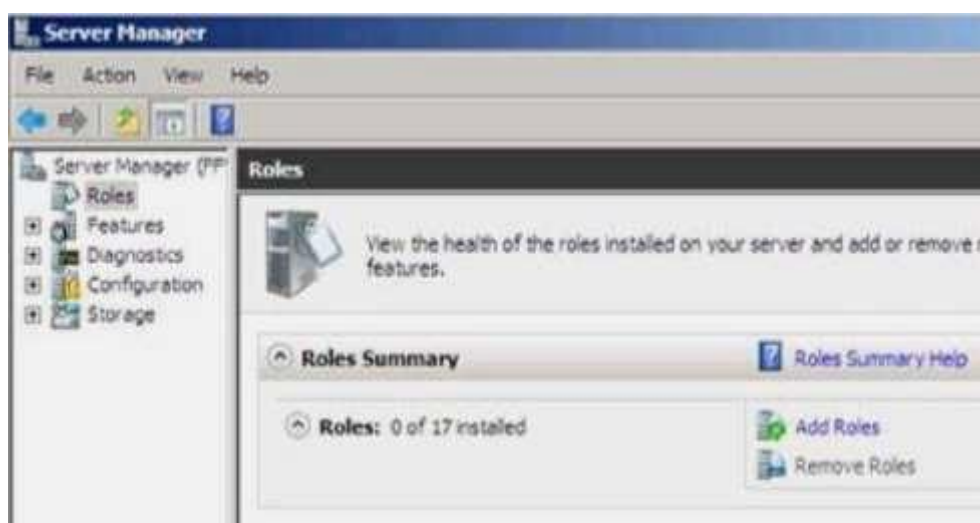 Server Manager
File Action View Help
Server Manager (
Roles
Features
Diagnostics
Configuration
Storage
Roles
View the health of the roles installed on your server and add or remove
features.
Roles Summary
Roles Summary Help
Roles: 0 of 17 installed
Add Roles
Remove Roles